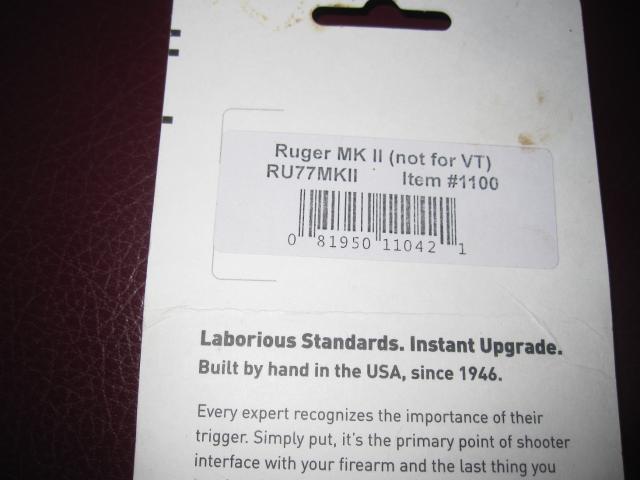 Ruger MK II (not for VT)
RU77MKII Item #1100
0 81950 11042 1
Laborious Standards. Instant Upgrade.
Built by hand in the USA, since 1946.
Every expert recognizes the importance of their
trigger. Simply put, it's the primary point of shooter
interface with your firearm and the last thing you